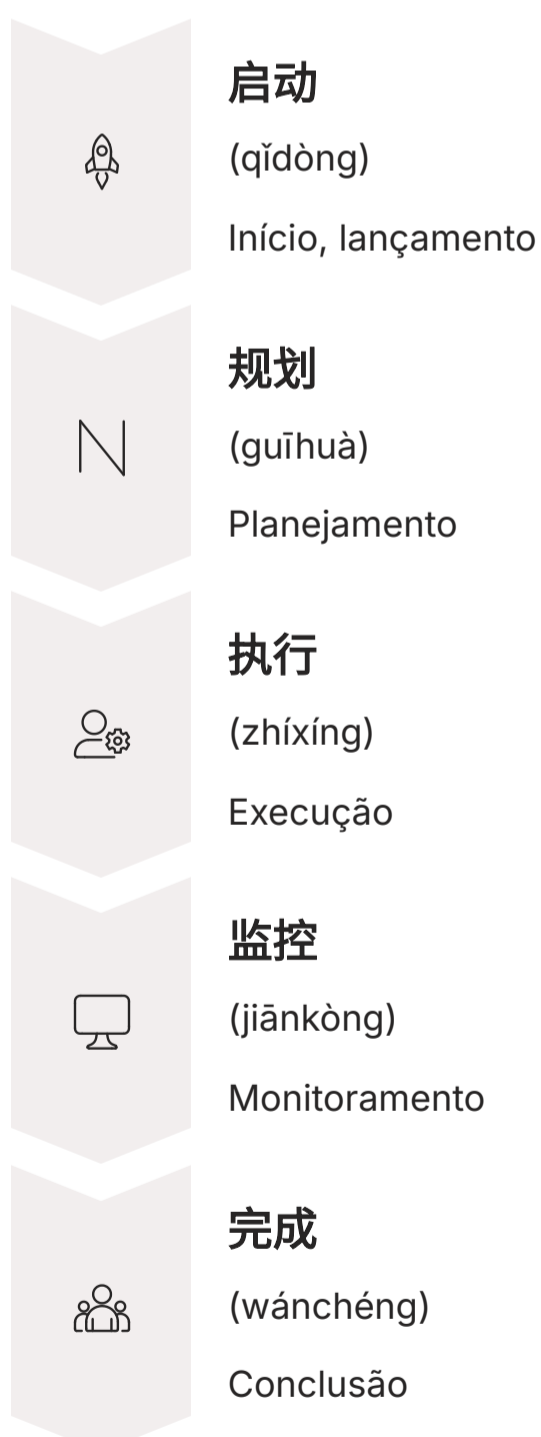 启动
(qǐdòng)
Início, lançamento
规划
(guīhuà)
Planejamento
执行
(zhíxíng)
Execução
监控
(jiānkòng)
Monitoramento
完成
(wánchéng)
Conclusão